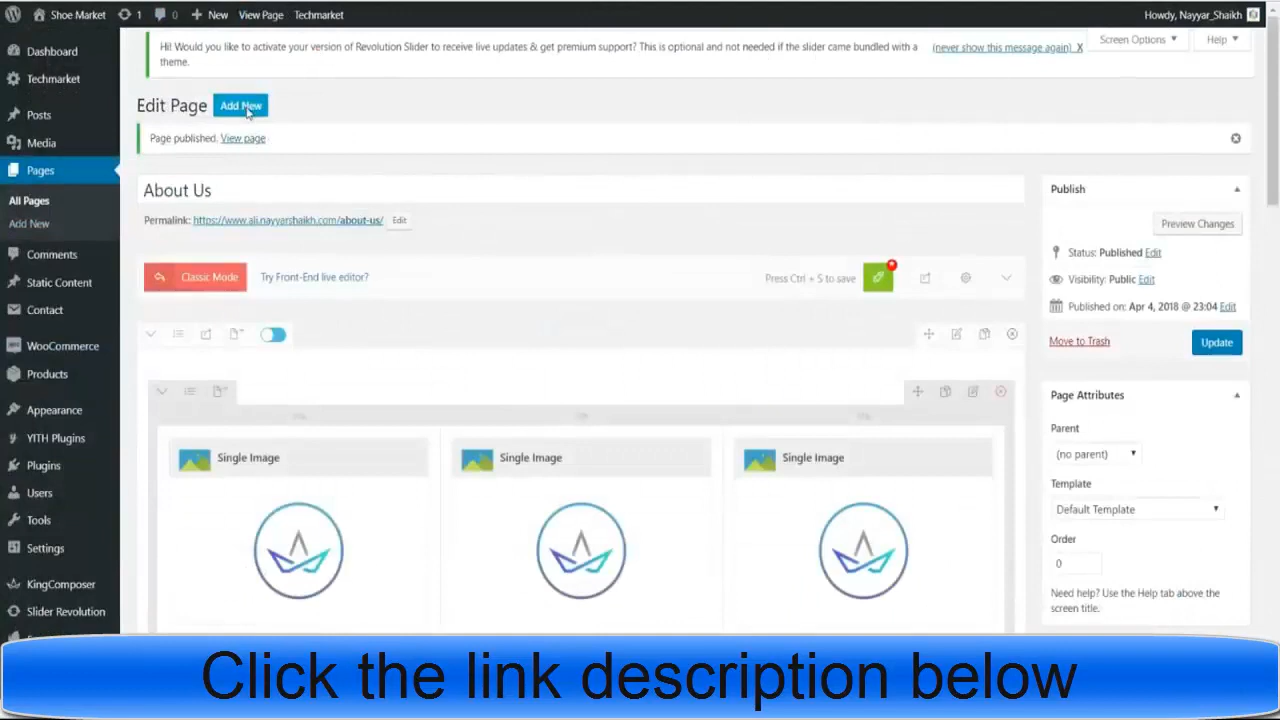 Shoe Market
1
0
New
View Page
Techmarket
Howdy, Nayyar_Shaikh
Dashboard
Techmarket
Posts
Media
Pages
All Pages
Add New
Comments
Static Content
Contact
WooCommerce
Products
Appearance
YITH Plugins
Plugins
Users
Tools
Settings
KingComposer
Slider Revolution
Hi! Would you like to activate your version of Revolution Slider to receive live updates & get premium support? This is optional and not needed if the slider came bundled with a
theme.
(never show this message again) X
Screen Options
Help
Edit Page
Add New
Page published. View page
About Us
Permalink: https://www.ali.nayyarshaikh.com/about-us/
Edit
Classic Mode
Try Front-End live editor?
Press Ctrl + S to save
Single Image
Single Image
Single Image
Publish
Preview Changes
Status: Published Edit
Visibility: Public Edit
Published on: Apr 4, 2018 @ 23:04 Edit
Move to Trash
Update
Page Attributes
Parent
(no parent)
Template
Default Template
Order
0
Need help? Use the Help tab above the
screen title.
Click the link description below